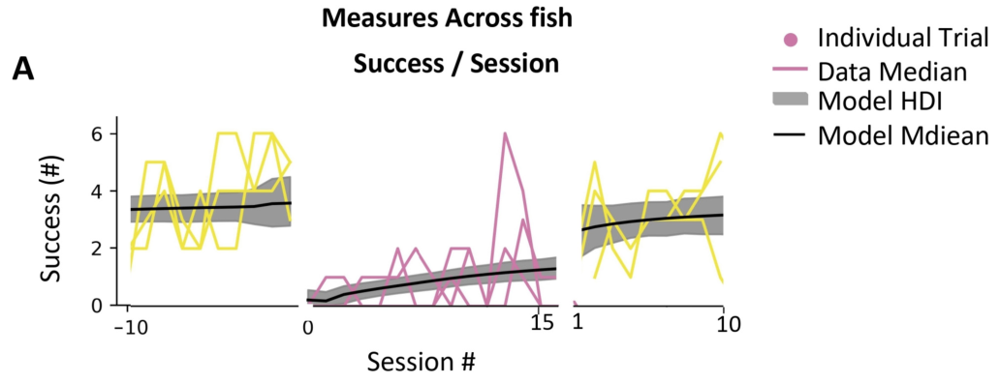 Measures Across fish
Success / Session
A
Individual Trial
Data Median
Model HDI
Model Mdiean
Success (#)
6
4
2
0
−10
0
15
1
10
Session #